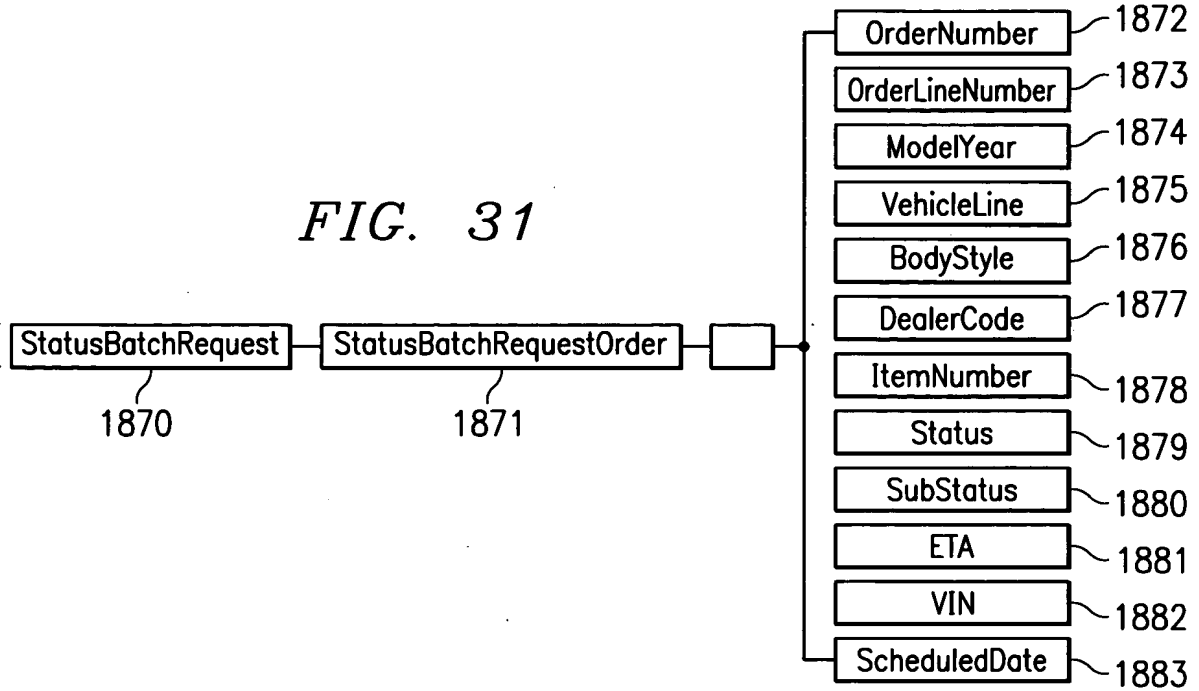 OrderNumber 1872
OrderLineNumber 1873
ModelYear 1874
VehicleLine 1875
BodyStyle 1876
DealerCode 1877
ItemNumber 1878
Status 1879
SubStatus 1880
ETA 1881
VIN 1882
ScheduledDate 1883
FIG. 31
StatusBatchRequest StatusBatchRequestOrder
1870 1871